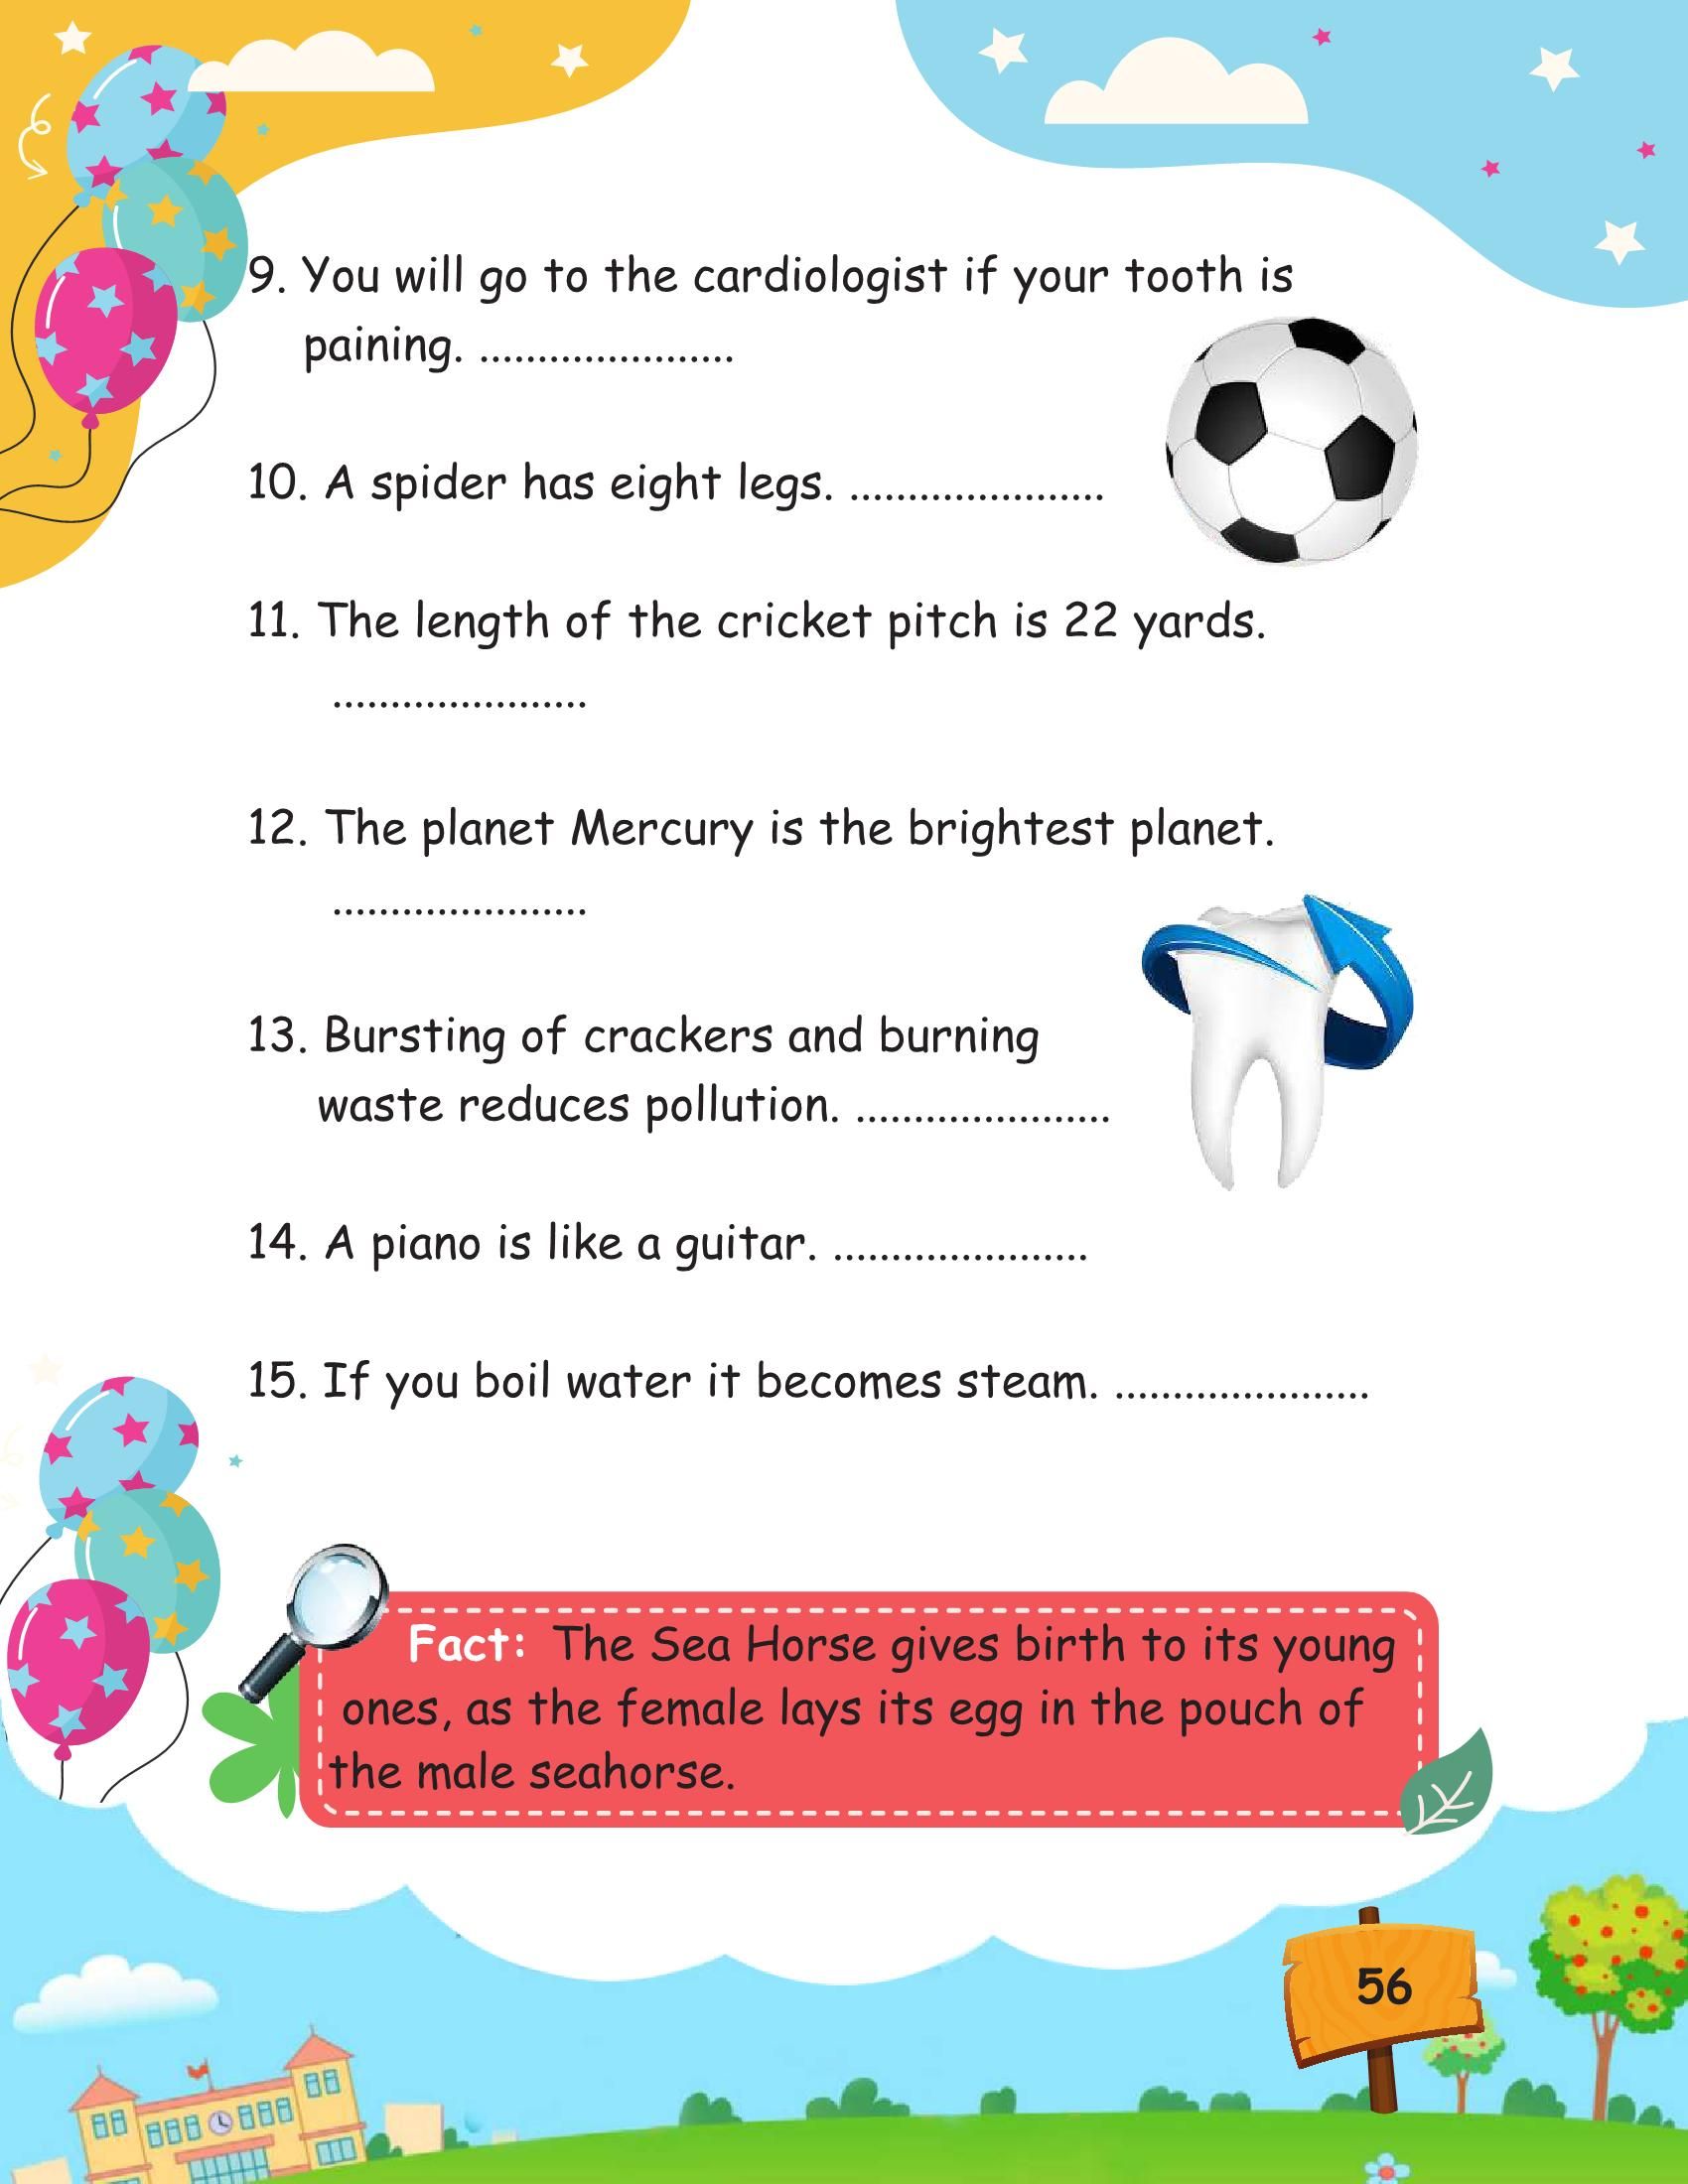 9. You will go to the cardiologist if your tooth is
paining. ......................
10. A spider has eight legs. ......................
11. The length of the cricket pitch is 22 yards.
......................
12. The planet Mercury is the brightest planet.
......................
13. Bursting of crackers and burning
waste reduces pollution. ......................
14. A piano is like a guitar. ......................
15. If you boil water it becomes steam. ......................
Fact: The Sea Horse gives birth to its young
ones, as the female lays its egg in the pouch of
the male seahorse.
56